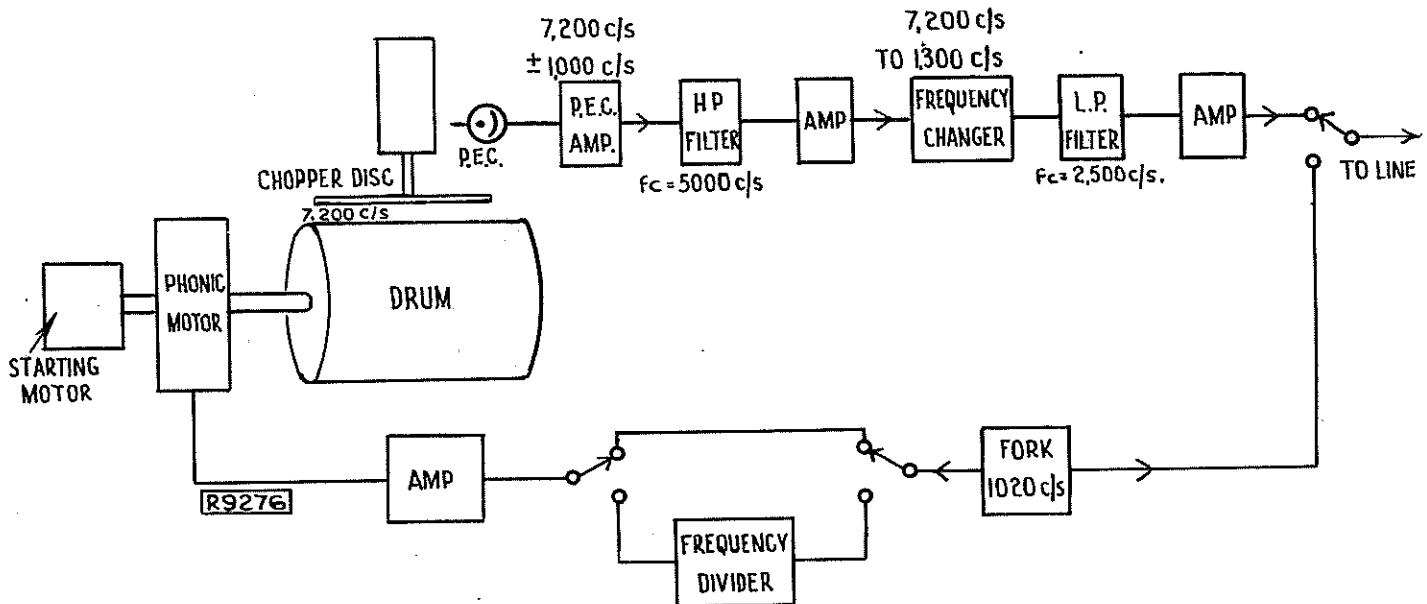 7,200 c/s
± 1,000 c/s
7,200 c/s
TO 1,300 c/s
P.E.C.
P.E.C.
AMP.
HP
FILTER
fc = 5000 c/s
AMP
FREQUENCY
CHANGER
L.P.
FILTER
fc = 2,500 c/s.
AMP
TO LINE
CHOPPER DISC
7,200 c/s
STARTING
MOTOR
PHONIC
MOTOR
DRUM
R9276
AMP
FREQUENCY
DIVIDER
FORK
1020 c/s